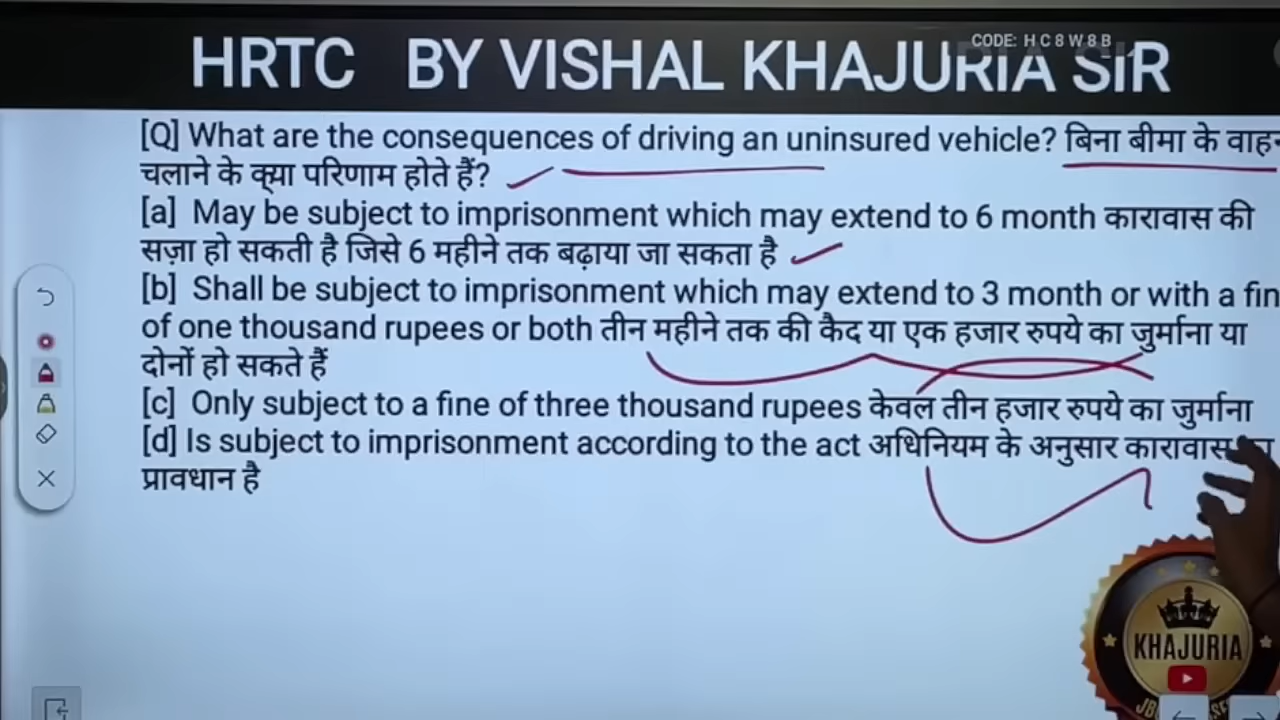 CODE: H C 8 W 8 B
HRTC BY VISHAL KHAJURIA SIR
[Q] What are the consequences of driving an uninsured vehicle? बिना बीमा के वाहन
चलाने के क्या परिणाम होते हैं?
[a] May be subject to imprisonment which may extend to 6 month कारावास की
सज़ा हो सकती है जिसे 6 महीने तक बढ़ाया जा सकता है
[b] Shall be subject to imprisonment which may extend to 3 month or with a fin
of one thousand rupees or both तीन महीने तक की कैद या एक हजार रुपये का जुर्माना या
दोनों हो सकते हैं
[c] Only subject to a fine of three thousand rupees केवल तीन हजार रुपये का जुर्माना
[d] Is subject to imprisonment according to the act अधिनियम के अनुसार कारावास का
प्रावधान है
KHAJURIA